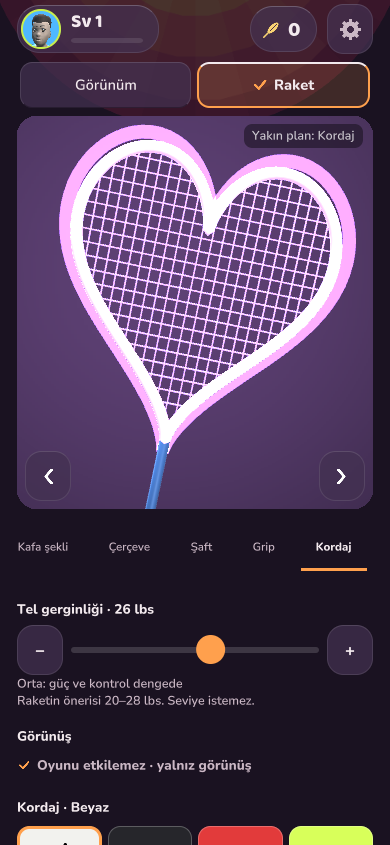 Sv 1
0
Görünüm
Raket
Yakın plan: Kordaj
Kafa şekli
Çerçeve
Şaft
Grip
Kordaj
Tel gerginliği · 26 lbs
−
+
Orta: güç ve kontrol dengede
Raketin önerisi 20–28 lbs. Seviye istemez.
Görünüş
Oyunu etkilemez · yalnız görünüş
Kordaj · Beyaz